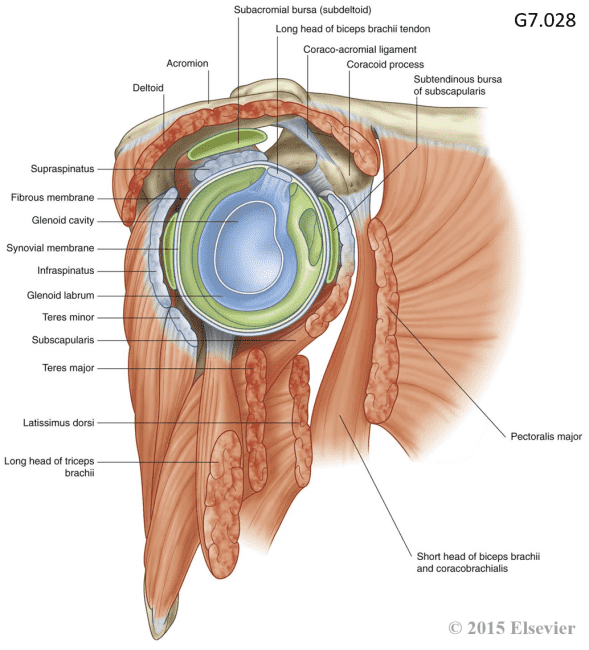 G7.028
Subacromial bursa (subdeltoid)
Long head of biceps brachii tendon
Coraco-acromial ligament
Coracoid process
Acromion
Subtendinous bursa
of subscapularis
Deltoid
Supraspinatus
Fibrous membrane
Glenoid cavity
Synovial membrane
Infraspinatus
Glenoid labrum
Teres minor
Subscapularis
Teres major
Latissimus dorsi
Pectoralis major
Long head of triceps
brachii
Short head of biceps brachii
and coracobrachialis
© 2015 Elsevier